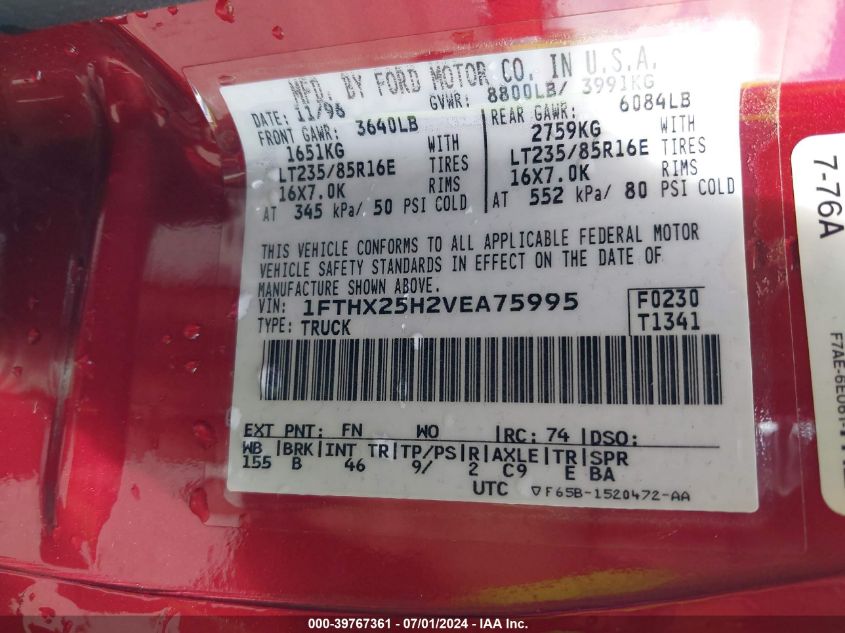 MFD. BY FORD MOTOR CO. IN U.S.A.
DATE: 11/96 GVWR: 8800LB/ 3991KG
FRONT GAWR: 3640LB REAR GAWR: 6084LB
1651KG WITH 2759KG WITH
LT235/85R16E TIRES LT235/85R16E TIRES
16X7.0K RIMS 16X7.0K RIMS
AT 345 kPa/ 50 PSI COLD AT 552 kPa/ 80 PSI COLD
THIS VEHICLE CONFORMS TO ALL APPLICABLE FEDERAL MOTOR
VEHICLE SAFETY STANDARDS IN EFFECT ON THE DATE OF
MANUFACTURE SHOWN ABOVE.
VIN: 1FTHX25H2VEA75995 F0230
TYPE: TRUCK T1341
EXT PNT: FN WO RC: 74 DSO:
WB BRK INT TR TP/PS R AXLE TR SPR
155 B 46 9/ 2 C9 E BA
UTC F65B-1520472-AA
7-76A
000-39767361 - 07/01/2024 - IAA Inc.